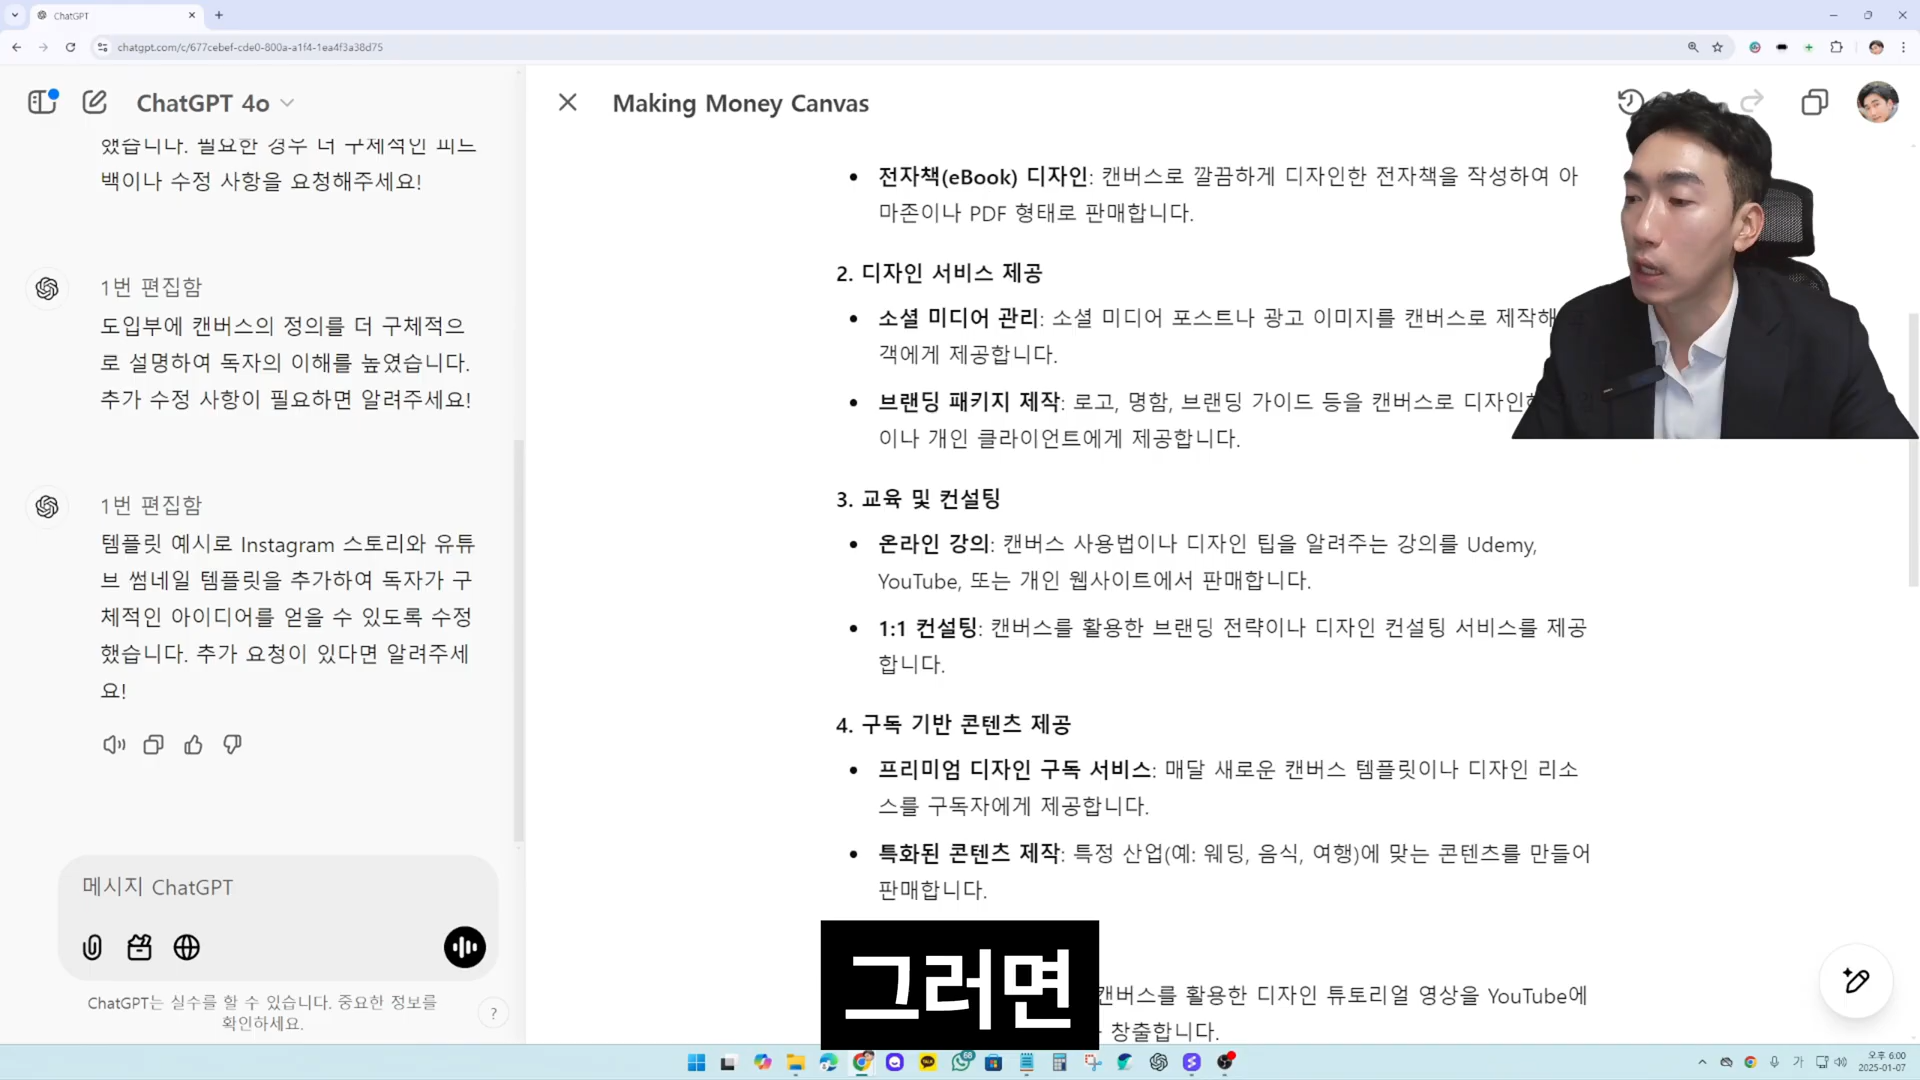 ChatGPT
chatgpt.com/c/677cebef-cde0-800a-a1f4-1ea4f3a38d75
ChatGPT 4o
했습니다. 필요한 경우 더 구체적인 피드
백이나 수정 사항을 요청해주세요!
1번 편집함
도입부에 캔버스의 정의를 더 구체적으
로 설명하여 독자의 이해를 높였습니다.
추가 수정 사항이 필요하면 알려주세요!
1번 편집함
템플릿 예시로 Instagram 스토리와 유튜
브 썸네일 템플릿을 추가하여 독자가 구
체적인 아이디어를 얻을 수 있도록 수정
했습니다. 추가 요청이 있다면 알려주세
요!
메시지 ChatGPT
ChatGPT는 실수를 할 수 있습니다. 중요한 정보를
확인하세요.
?
Making Money Canvas
• 전자책(eBook) 디자인: 캔버스로 깔끔하게 디자인한 전자책을 작성하여 아
마존이나 PDF 형태로 판매합니다.
2. 디자인 서비스 제공
• 소셜 미디어 관리: 소셜 미디어 포스트나 광고 이미지를 캔버스로 제작해
객에게 제공합니다.
• 브랜딩 패키지 제작: 로고, 명함, 브랜딩 가이드 등을 캔버스로
이나 개인 클라이언트에게 제공합니다.
3. 교육 및 컨설팅
• 온라인 강의: 캔버스 사용법이나 디자인 팁을 알려주는 강의를 Udemy,
YouTube, 또는 개인 웹사이트에서 판매합니다.
• 1:1 컨설팅: 캔버스를 활용한 브랜딩 전략이나 디자인 컨설팅 서비스를 제공
합니다.
4. 구독 기반 콘텐츠 제공
• 프리미엄 디자인 구독 서비스: 매달 새로운 캔버스 템플릿이나 디자인 리소
스를 구독자에게 제공합니다.
• 특화된 콘텐츠 제작: 특정 산업(예: 웨딩, 음식, 여행)에 맞는 콘텐츠를 만들어
판매합니다.
캔버스를 활용한 디자인 튜토리얼 영상을 YouTube에
창출합니다.
그러면
가
오후 6:00
2025-01-07